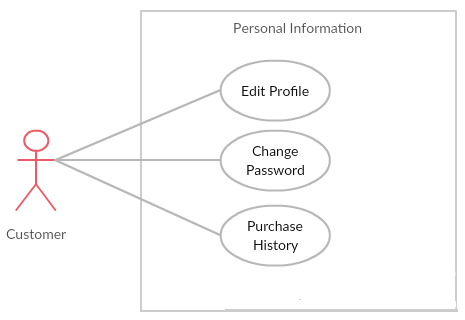 Personal Information
Edit Profile
Change
Password
Purchase
History
Customer